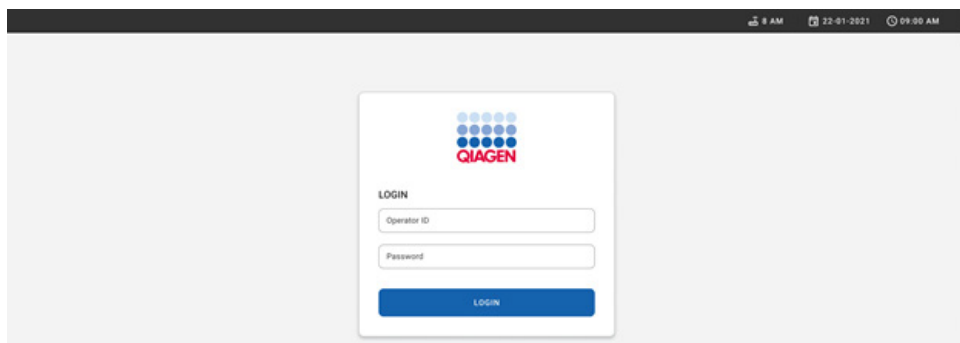 8 AM 22-01-2021 09:00 AM
QIAGEN
LOGIN
Operator ID
Password
LOGIN